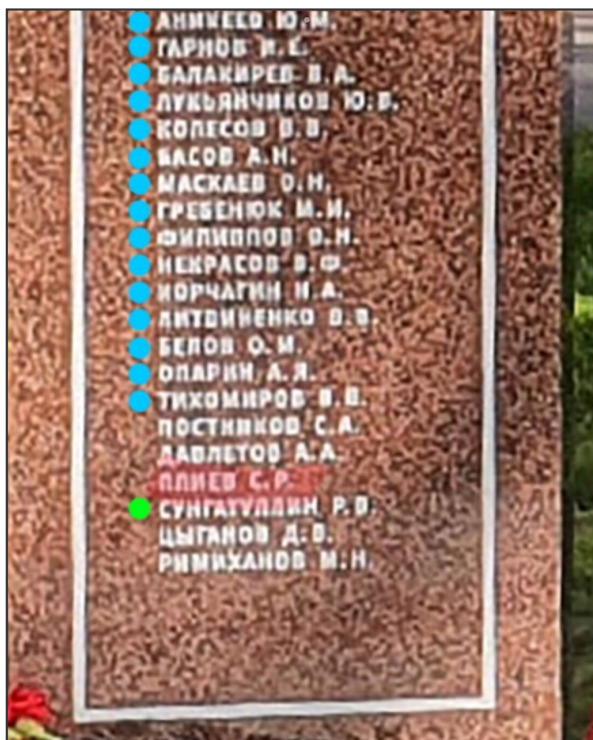 АНИКЕЕВ Ю.М.
ГАРНОВ И.Е.
БАЛАКИРЕВ В.А.
ЛУКЬЯНЧИКОВ Ю.В.
КОЛЕСОВ В.В.
БАСОВ А.Н.
МАСКАЕВ О.Н.
ГРЕБЕНЮК М.И.
ФИЛИППОВ О.Н.
НЕКРАСОВ В.Ф.
КОРЧАГИН И.А.
ЛИТВИНЕНКО В.В.
БЕЛОВ О.И.
ОПАРИН А.Я.
ТИХОМИРОВ В.В.
ПОСТНИКОВ С.А.
ДАВЛЕТОВ А.А.
ПЛИЕВ С.Р.
СУНГАТУЛЛИН Р.В.
ЦЫГАНОВ Д.В.
РИМИХАНОВ М.Н.